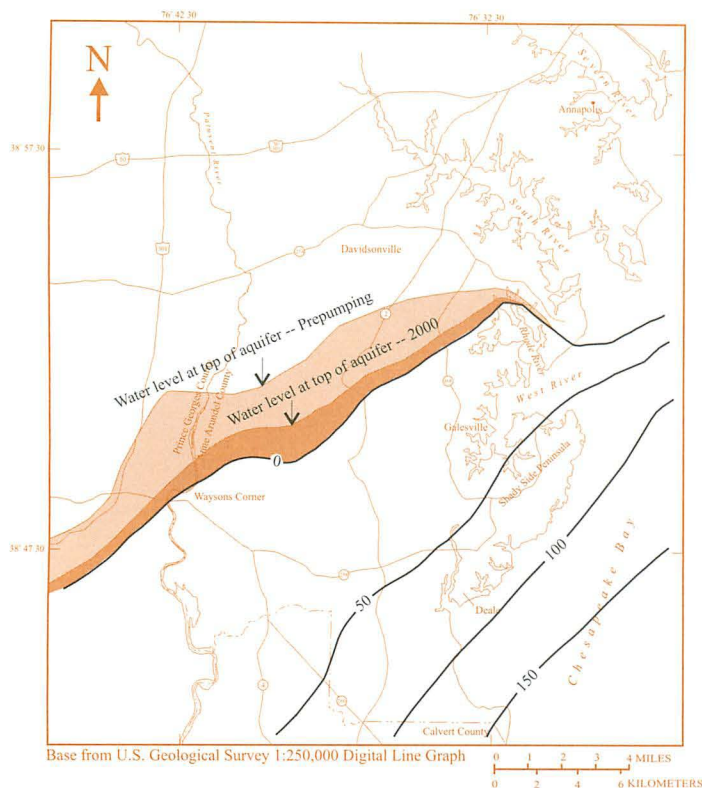 76° 42' 30
76° 32' 30
N
Severn River
Annapolis
38° 57' 30
50
Patuxent River
South River
Davidsonville
301
2
Water level at top of aquifer -- Prepumping
Water level at top of aquifer -- 2000
Rhode River
West River
Prince Georges County
Anne Arundel County
Galesville
0
Shady Side Peninsula
Waysons Corner
38° 47' 30
100
50
Chesapeake Bay
Deale
150
4
Calvert County
Base from U.S. Geological Survey 1:250,000 Digital Line Graph
0 1 2 3 4 MILES
0 2 4 6 KILOMETERS